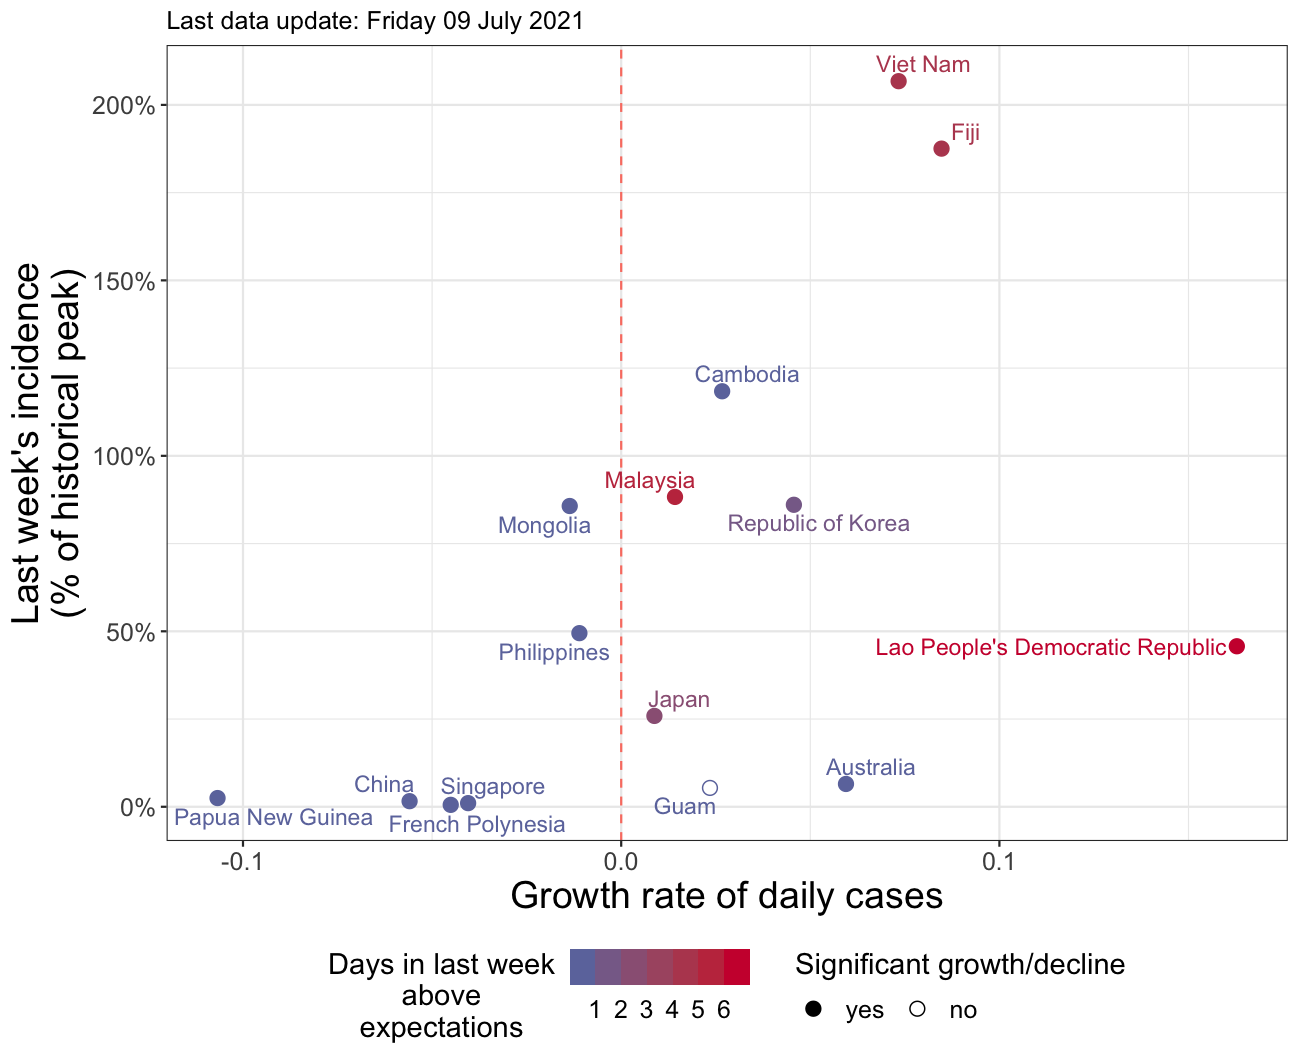 Last data update: Friday 09 July 2021
Viet Nam
200%
Fiji
150%
Cambodia
100%
Malaysia
Mongolia
Republic of Korea
50%
Philippines
Lao People's Democratic Republic
Japan
Australia
China
Singapore
Guam
0%
Papua New Guinea
French Polynesia
Last week's incidence
(% of historical peak)
-0.1
0.0
0.1
Growth rate of daily cases
Days in last week
above
expectations
1 2 3 4 5 6
Significant growth/decline
yes
no